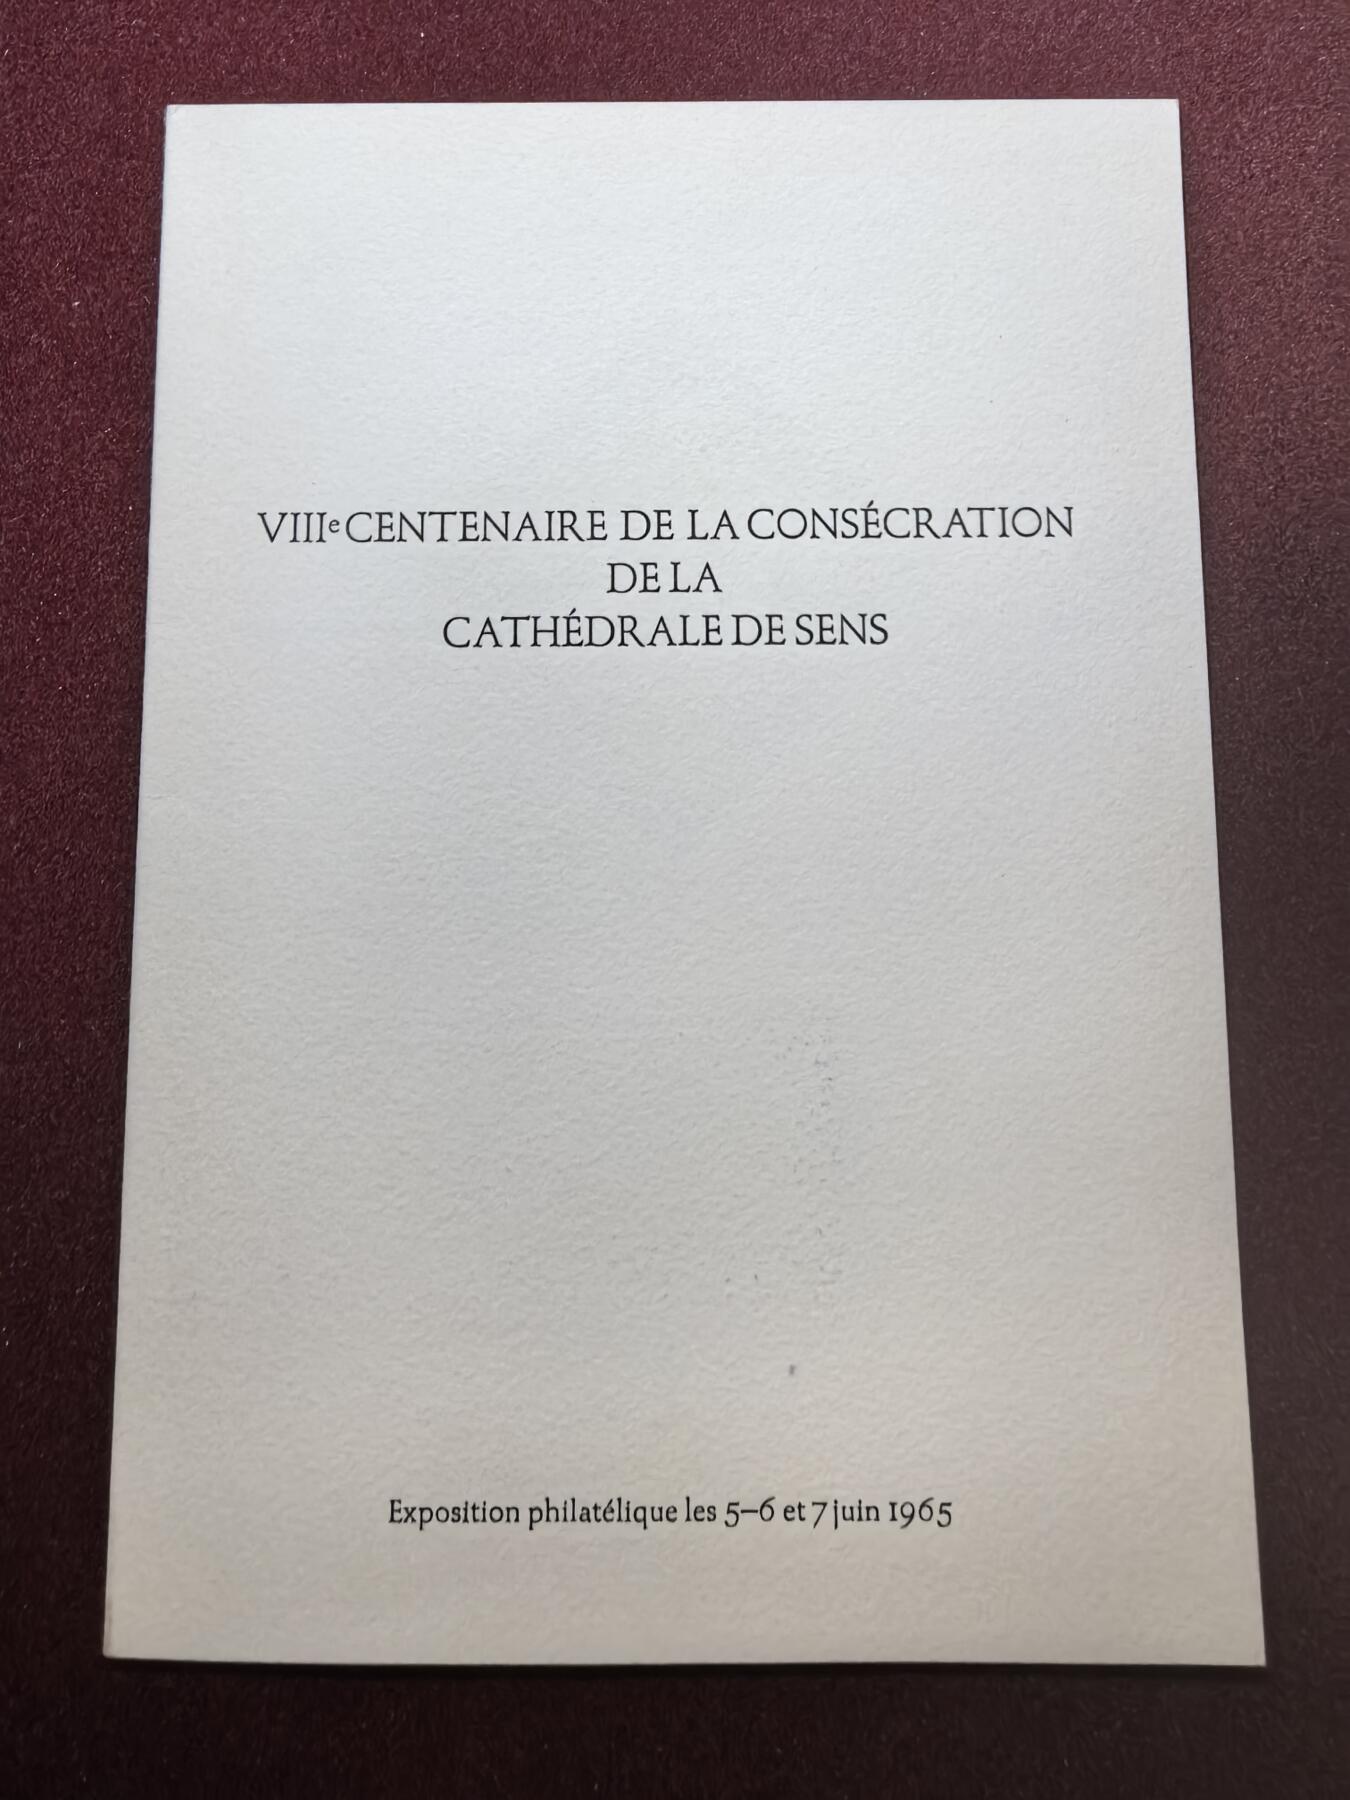 VIIIe CENTENAIRE DE LA CONSÉCRATION
DE LA
CATHÉDRALE DE SENS
Exposition philatélique les 5–6 et 7 juin 1965